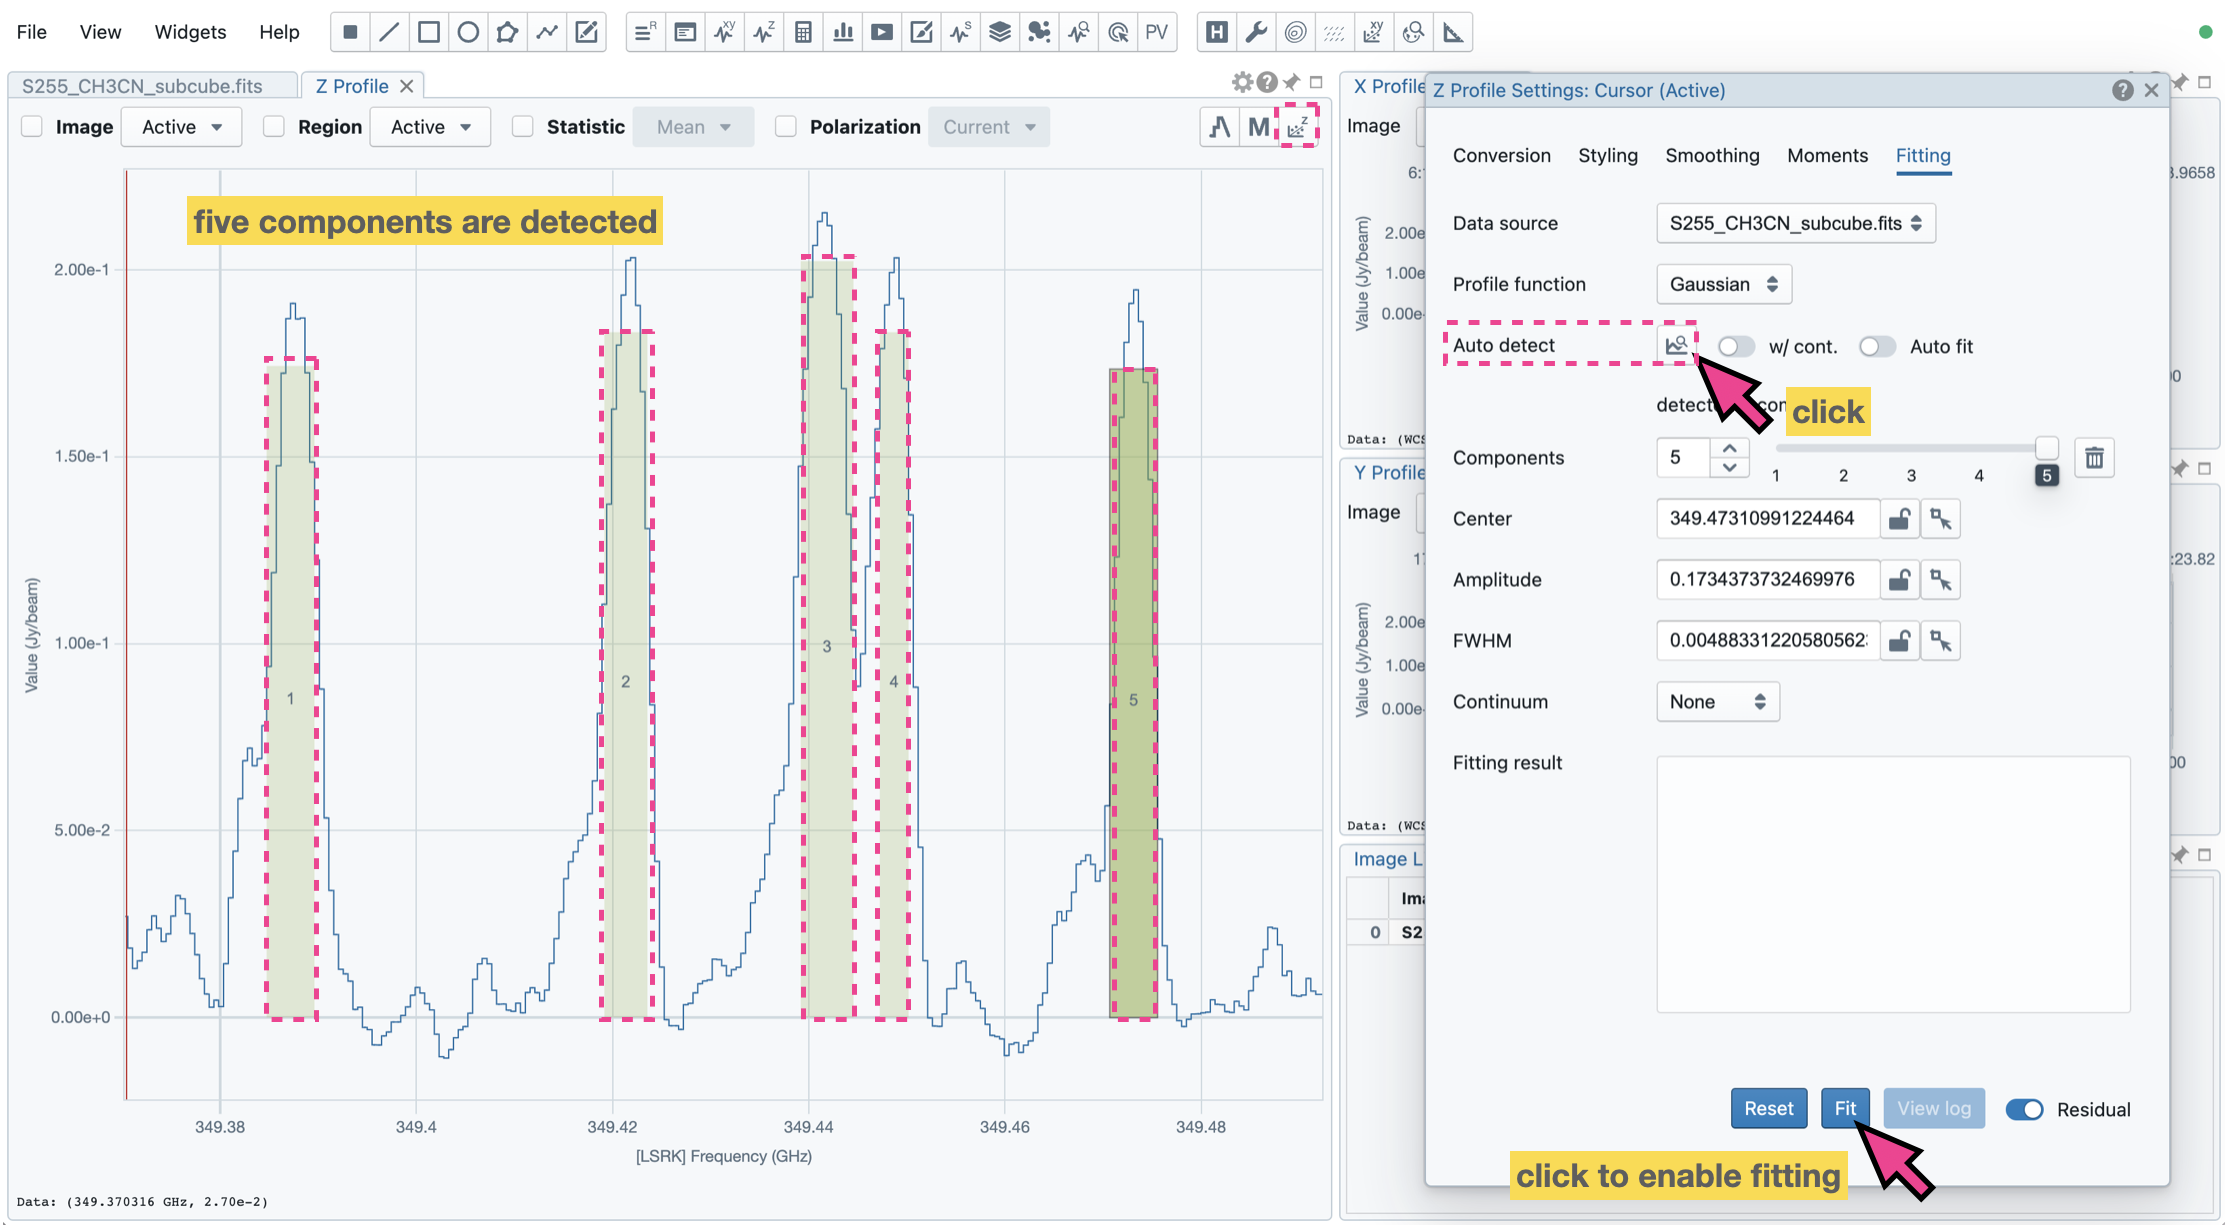 File View Widgets Help
R XY Z S PV H XY
S255_CH3CN_subcube.fits Z Profile
Image Active Region Active Statistic Mean Polarization Current M Z
five components are detected
2.00e-1
1.50e-1
1.00e-1
5.00e-2
0.00e+0
Value (Jy/beam)
1 2 3 4 5
349.38 349.4 349.42 349.44 349.46 349.48
[LSRK] Frequency (GHz)
Data: (349.370316 GHz, 2.70e-2)
X Profile
Image
6:
3.9658
Value (Jy/beam)
2.00e
1.00e
0.00e-
Data: (WCS
Y Profile
Image
17
:23.82
Value (Jy/beam)
2.00e
1.00e
0.00e-
Data: (WCS
Image L
Ima
0 S2
Z Profile Settings: Cursor (Active)
Conversion Styling Smoothing Moments Fitting
Data source S255_CH3CN_subcube.fits
Profile function Gaussian
Auto detect w/ cont. Auto fit
click
Components 5 1 2 3 4 5
Center 349.47310991224464
Amplitude 0.1734373732469976
FWHM 0.00488331220580562
Continuum None
Fitting result
Reset Fit View log Residual
click to enable fitting